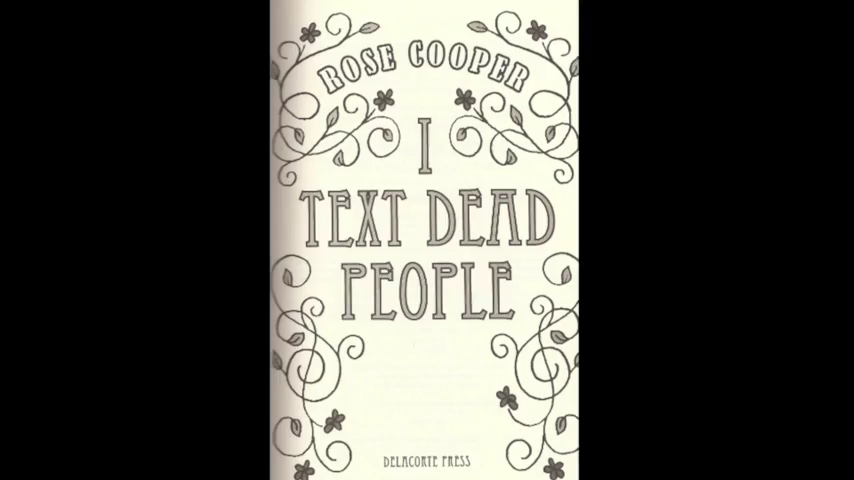 ROSE COOPER
I
TEXT DEAD
PEOPLE
DELACORTE PRESS